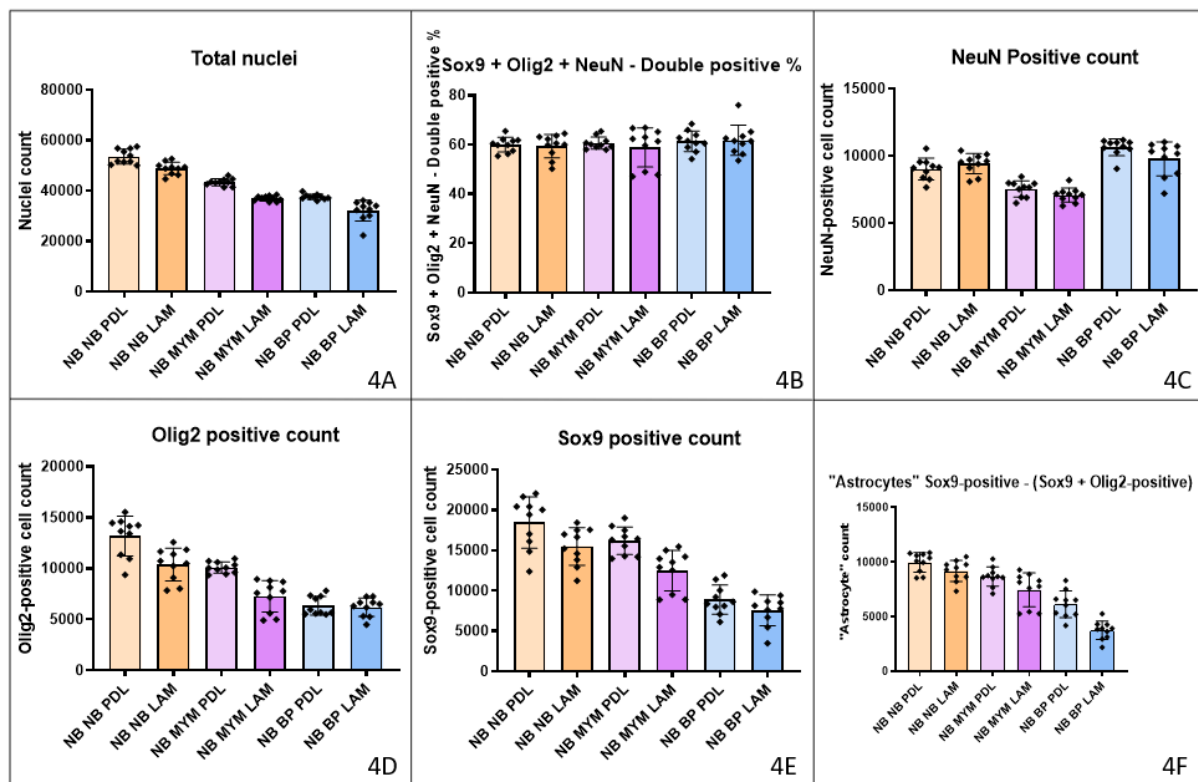 Total nuclei
Nuclei count
60000
40000
20000
0
NB NB PDL
NB NB LAM
NB MYM PDL
NB MYM LAM
NB BP PDL
NB BP LAM
4A
Sox9 + Olig2 + NeuN - Double positive %
Sox9 + Olig2 + NeuN - Double positive %
80
60
40
20
0
NB NB PDL
NB NB LAM
NB MYM PDL
NB MYM LAM
NB BP PDL
NB BP LAM
4B
NeuN Positive count
NeuN-positive cell count
15000
10000
5000
0
NB NB PDL
NB NB LAM
NB MYM PDL
NB MYM LAM
NB BP PDL
NB BP LAM
4C
Olig2 positive count
Olig2-positive cell count
20000
15000
10000
5000
0
NB NB PDL
NB NB LAM
NB MYM PDL
NB MYM LAM
NB BP PDL
NB BP LAM
4D
Sox9 positive count
Sox9-positive cell count
25000
20000
15000
10000
5000
0
NB NB PDL
NB NB LAM
NB MYM PDL
NB MYM LAM
NB BP PDL
NB BP LAM
4E
"Astrocytes" Sox9-positive - (Sox9 + Olig2-positive)
"Astrocyte" count
15000
10000
5000
0
NB NB PDL
NB NB LAM
NB MYM PDL
NB MYM LAM
NB BP PDL
NB BP LAM
4F